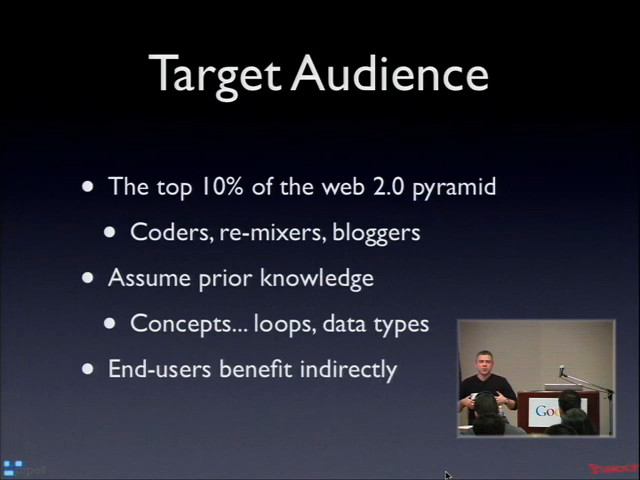 Target Audience
• The top 10% of the web 2.0 pyramid
• Coders, re-mixers, bloggers
• Assume prior knowledge
• Concepts... loops, data types
• End-users benefit indirectly
YAHOO!